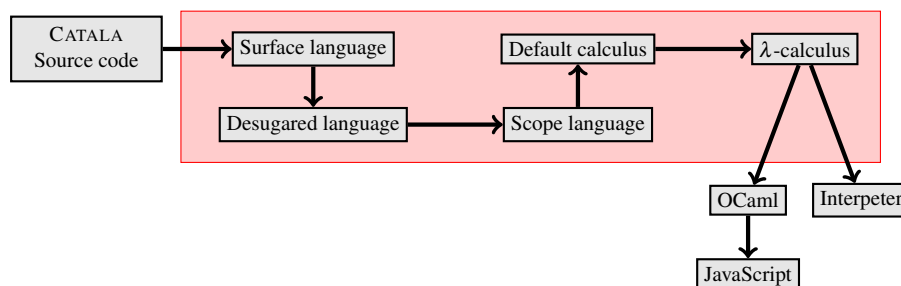 CATALA
Source code
Surface language
Desugared language
Scope language
Default calculus
λ-calculus
OCaml
Interpeter
JavaScript